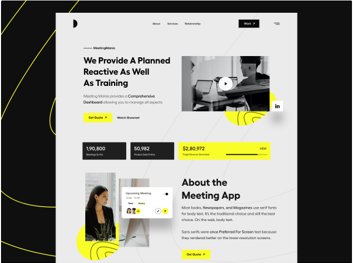 About
Services
Relationship
More
MeetingManic
We Provide A Planned
Reactive As Well
As Training
Meeting Manic provides a Comprehensive
Dashboard allowing you to manage all aspects
Get Quote
Watch Showreel
in
1,90,800
50,982
$2,80,972
Upcoming Meeting
About the
Meeting App
Most books, Newspapers, and Magazines use serif fonts
for body text. It's the traditional choice and still the best
choice. On the web, body text.
Sans serifs were once Preferred For Screen text because
they rendered better on the lower-resolution screens.
Get Quote